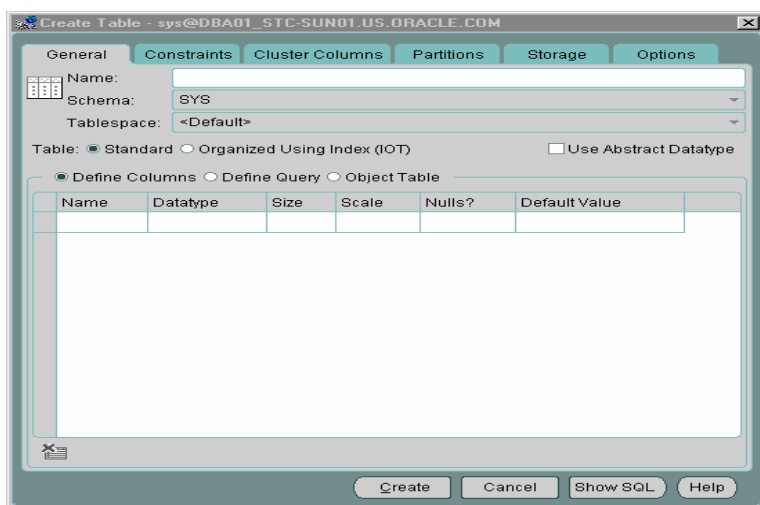 Create Table - sys@DBA01_STC-SUN01.US.ORACLE.COM
General Constraints Cluster Columns Partitions Storage Options
Name:
Schema: SYS
Tablespace: <Default>
Table: Standard Organized Using Index (IOT) Use Abstract Datatype
Define Columns Define Query Object Table
Name Datatype Size Scale Nulls? Default Value
Create Cancel Show SQL Help